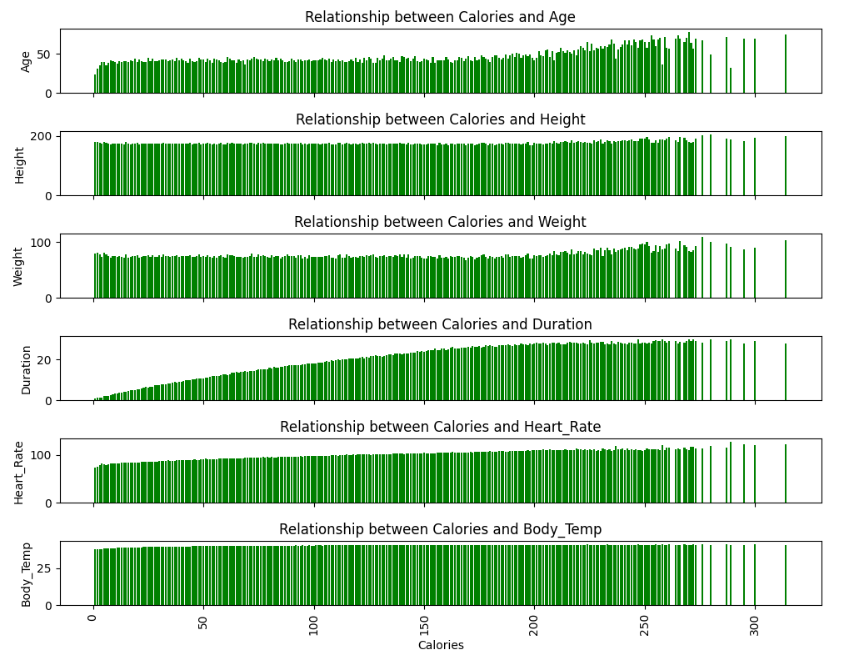 Relationship between Calories and Age
Age
50
0
Relationship between Calories and Height
Height
200
0
Relationship between Calories and Weight
Weight
100
0
Relationship between Calories and Duration
Duration
20
0
Relationship between Calories and Heart_Rate
Heart_Rate
100
0
Relationship between Calories and Body_Temp
Body_Temp
25
0
0 50 100 150 200 250 300
Calories